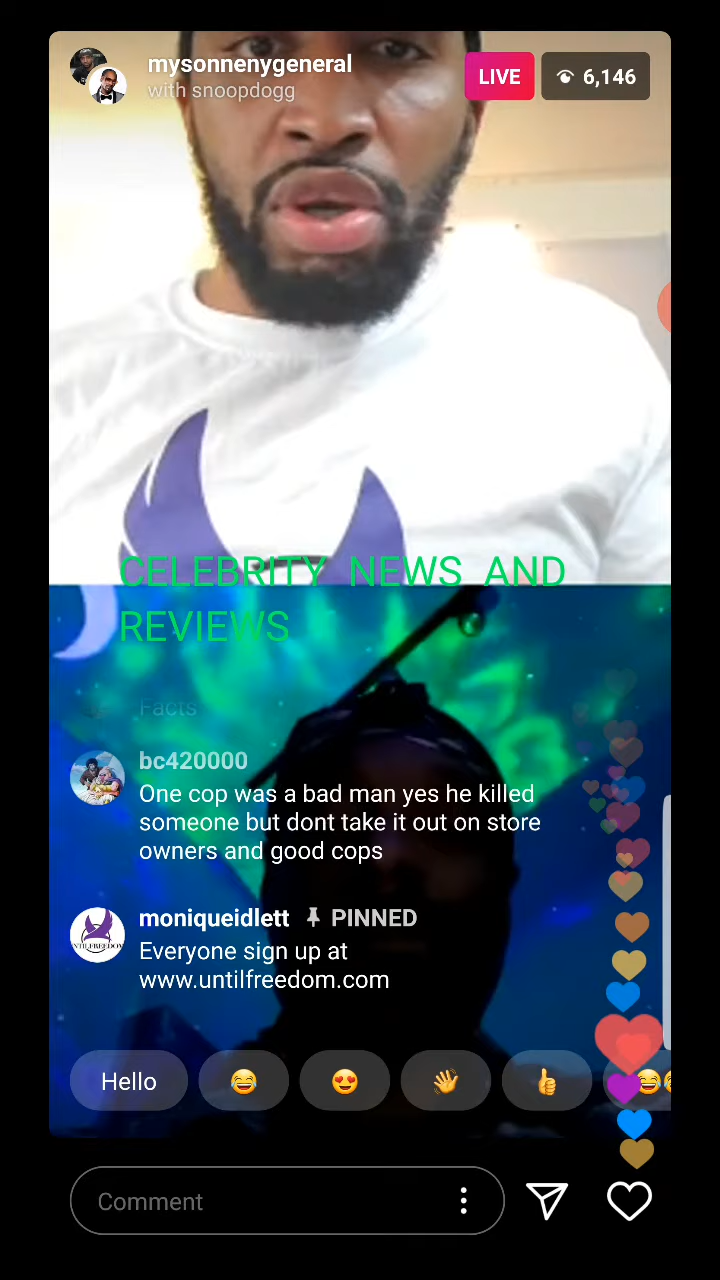 mysonnenygeneral
with snoopdogg
LIVE
6,146
CELEBRITY NEWS AND
REVIEWS
Facts
bc420000
One cop was a bad man yes he killed
someone but dont take it out on store
owners and good cops
moniqueidlett PINNED
Everyone sign up at
www.untilfreedom.com
Hello
Comment